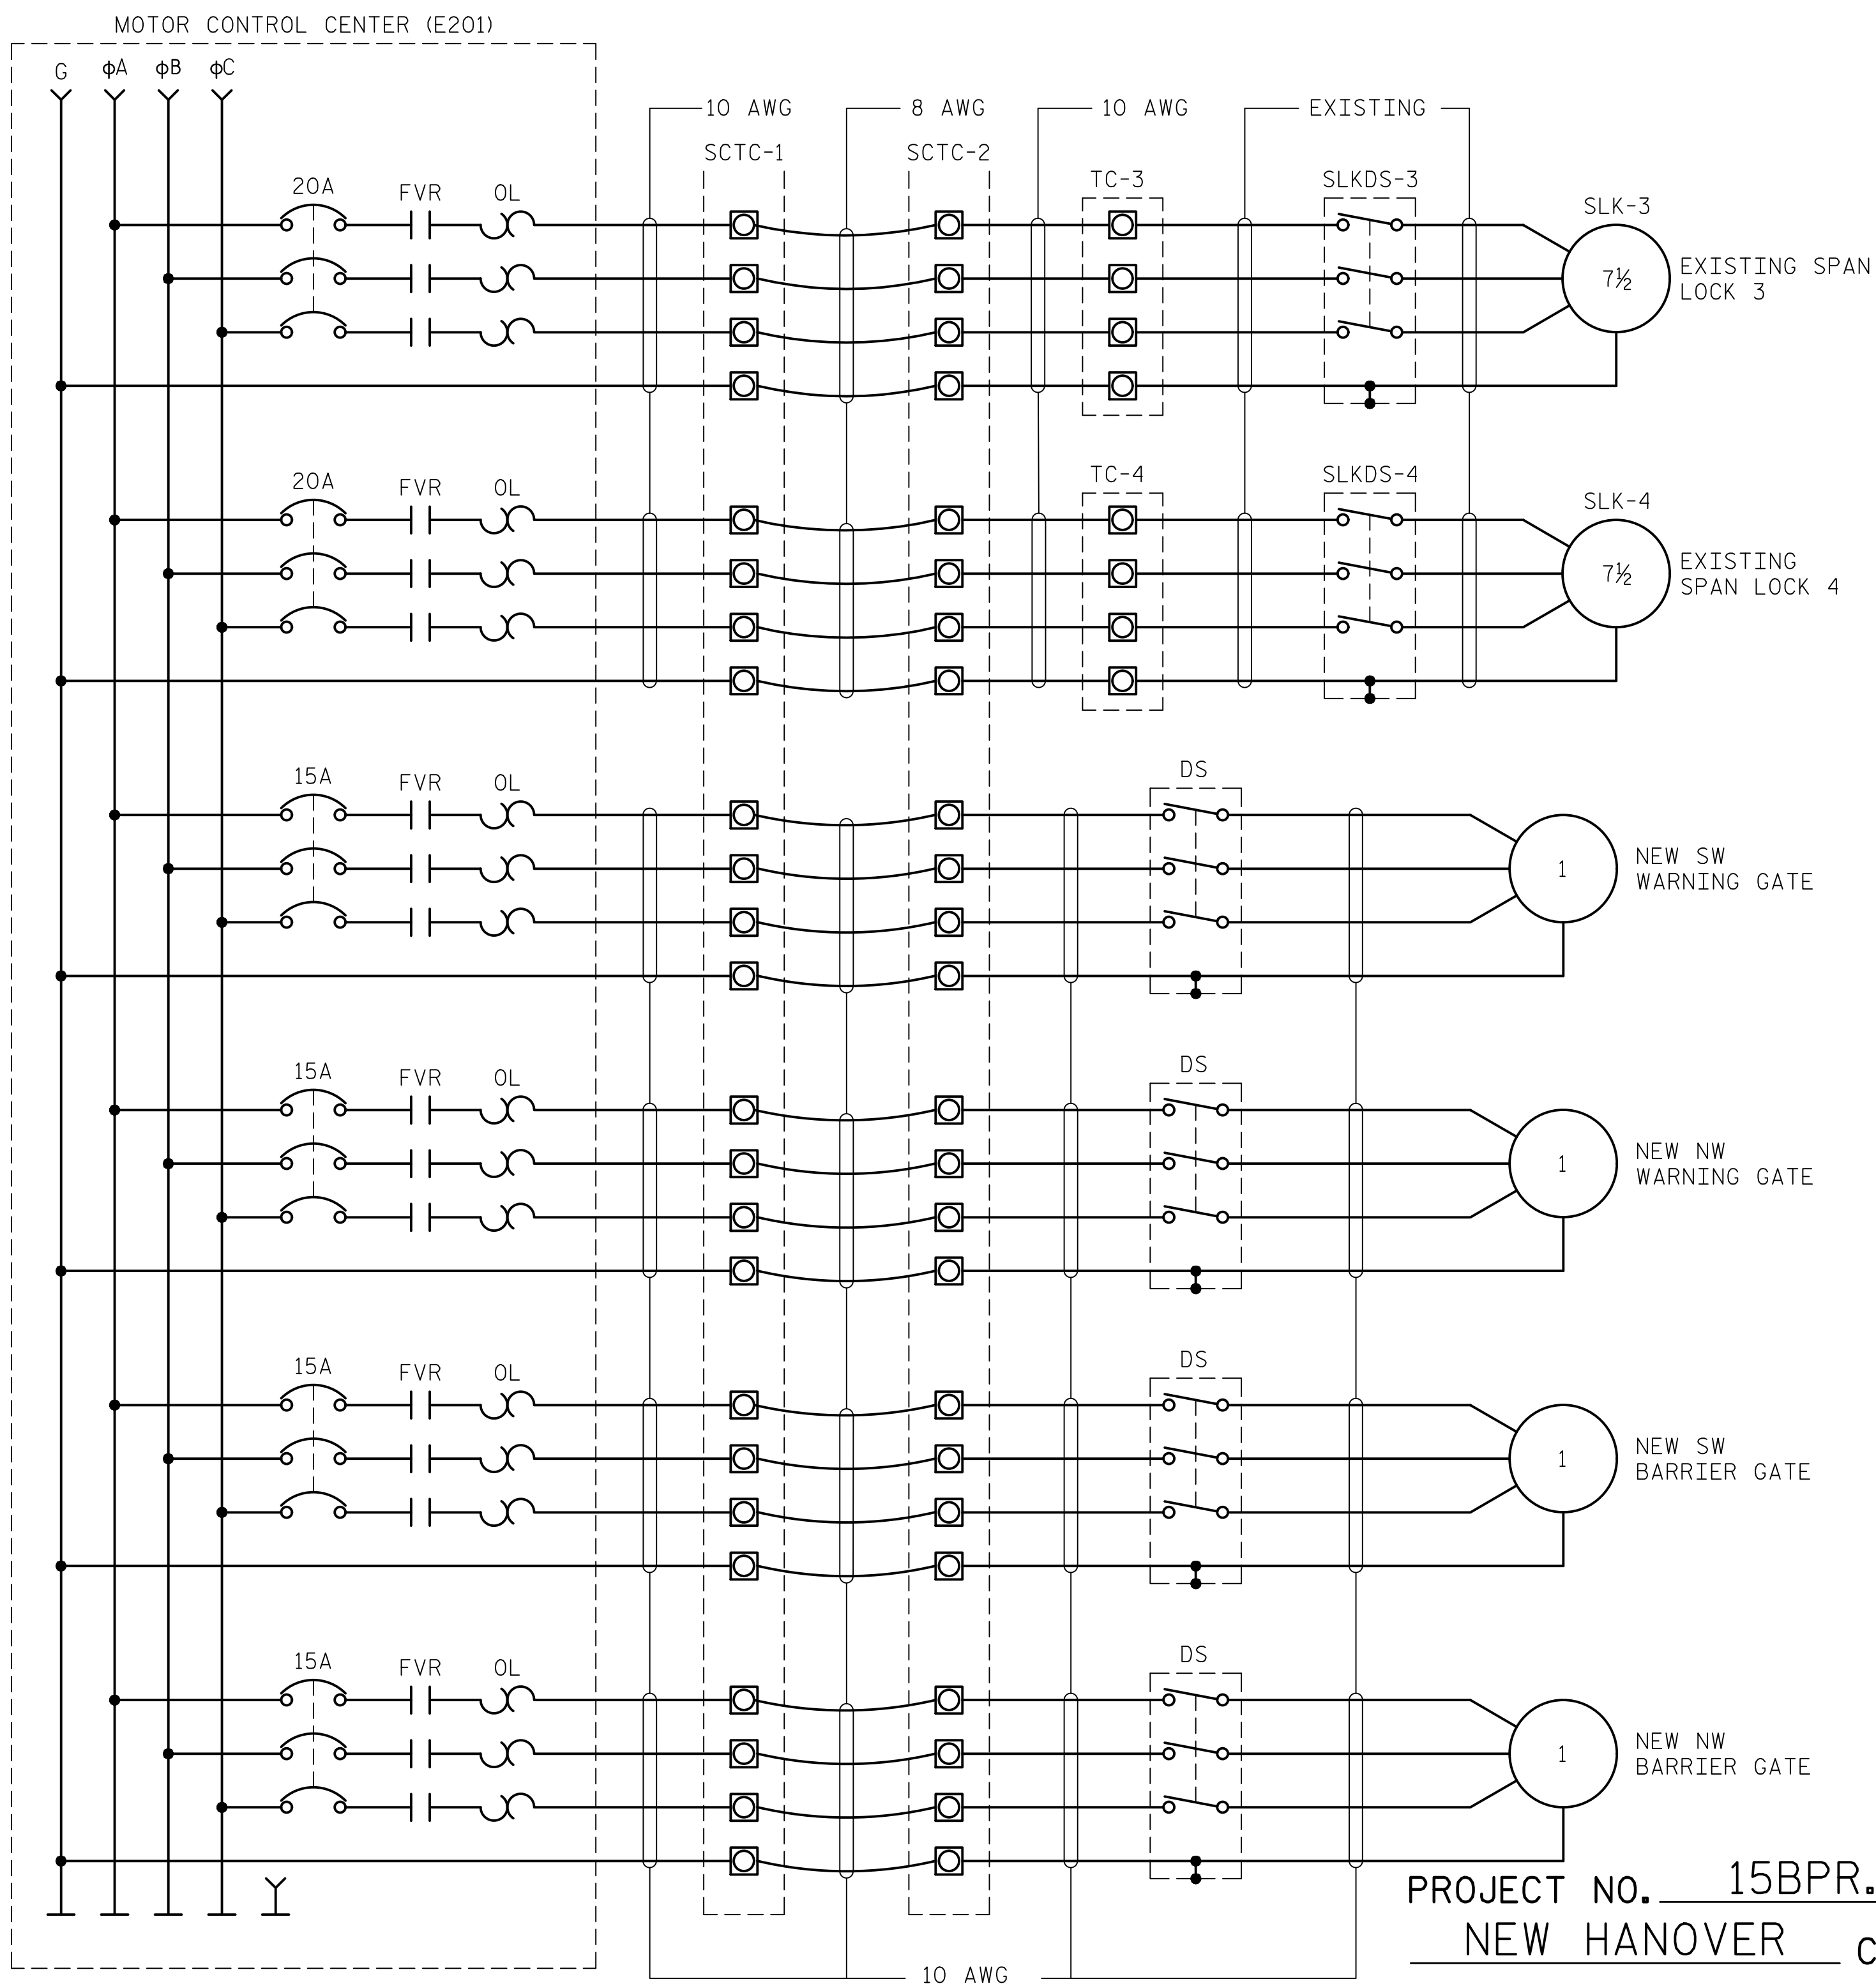 MOTOR CONTROL CENTER (E201)
G ϕA ϕB ϕC
10 AWG 8 AWG 10 AWG EXISTING
SCTC-1 SCTC-2
20A FVR OL TC-3 SLKDS-3 SLK-3
7½
EXISTING SPAN
LOCK 3
20A FVR OL TC-4 SLKDS-4 SLK-4
7½
EXISTING
SPAN LOCK 4
15A FVR OL DS
1
NEW SW
WARNING GATE
15A FVR OL DS
1
NEW NW
WARNING GATE
15A FVR OL DS
1
NEW SW
BARRIER GATE
15A FVR OL DS
1
NEW NW
BARRIER GATE
PROJECT NO. 15BPR.
NEW HANOVER C
10 AWG